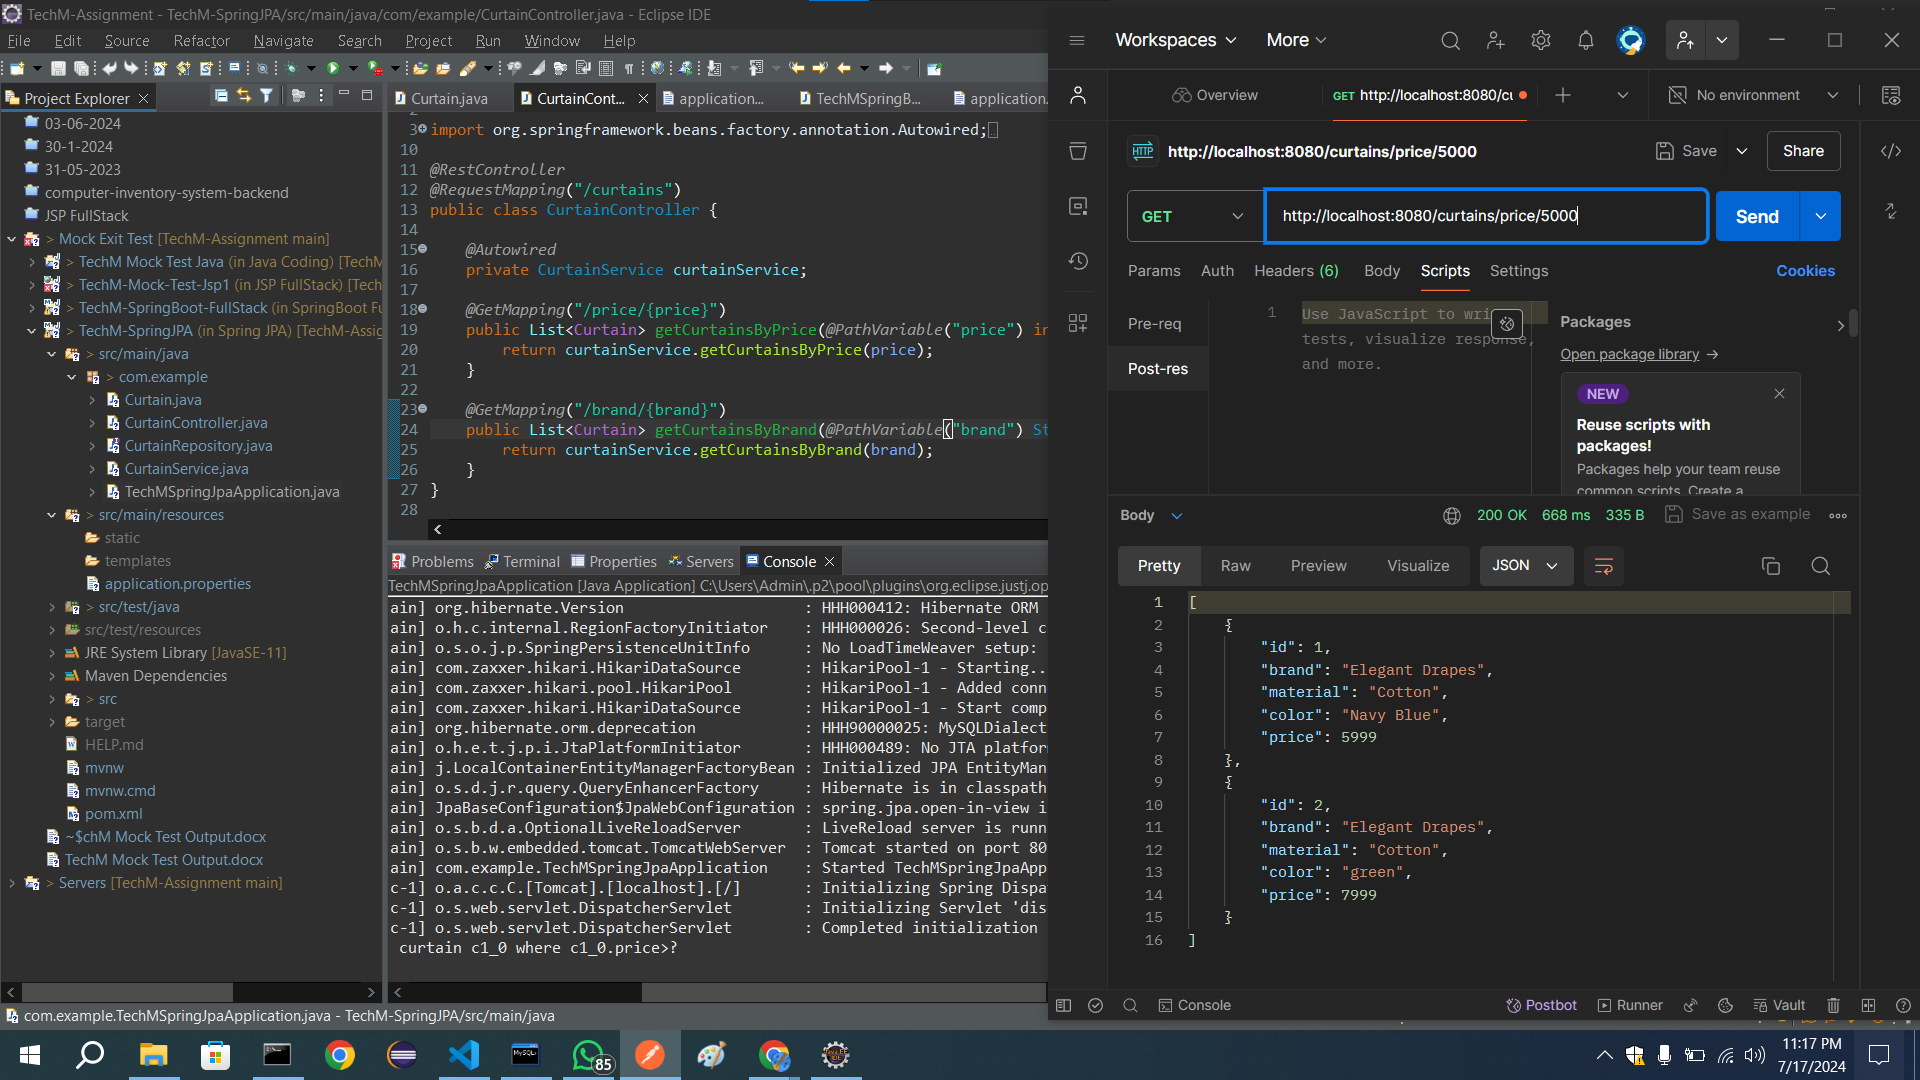 TechM-Assignment - TechM-SpringJPA/src/main/java/com/example/CurtainController.java - Eclipse IDE
File Edit Source Refactor Navigate Search Project Run Window Help
Project Explorer
03-06-2024
30-1-2024
31-05-2023
computer-inventory-system-backend
JSP FullStack
> Mock Exit Test [TechM-Assignment main]
> TechM Mock Test Java (in Java Coding) [TechM
> TechM-Mock-Test-Jsp1 (in JSP FullStack) [Tech
> TechM-SpringBoot-FullStack (in SpringBoot Fu
> TechM-SpringJPA (in Spring JPA) [TechM-Assig
> src/main/java
> com.example
Curtain.java
CurtainController.java
CurtainRepository.java
CurtainService.java
TechMSpringJpaApplication.java
> src/main/resources
static
templates
application.properties
> src/test/java
src/test/resources
JRE System Library [JavaSE-11]
Maven Dependencies
> src
target
HELP.md
mvnw
mvnw.cmd
pom.xml
~$chM Mock Test Output.docx
TechM Mock Test Output.docx
> Servers [TechM-Assignment main]
com.example.TechMSpringJpaApplication.java - TechM-SpringJPA/src/main/java
Curtain.java CurtainCont... application... TechMSpringB... application.
3 import org.springframework.beans.factory.annotation.Autowired;
10
11 @RestController
12 @RequestMapping("/curtains")
13 public class CurtainController {
14
15 @Autowired
16 private CurtainService curtainService;
17
18 @GetMapping("/price/{price}")
19 public List<Curtain> getCurtainsByPrice(@PathVariable("price") in
20 return curtainService.getCurtainsByPrice(price);
21 }
22
23 @GetMapping("/brand/{brand}")
24 public List<Curtain> getCurtainsByBrand(@PathVariable("brand") St
25 return curtainService.getCurtainsByBrand(brand);
26 }
27 }
28
Problems Terminal Properties Servers Console
TechMSpringJpaApplication [Java Application] C:\Users\Admin\.p2\pool\plugins\org.eclipse.justj.op
ain] org.hibernate.Version : HHH000412: Hibernate ORM
ain] o.h.c.internal.RegionFactoryInitiator : HHH000026: Second-level c
ain] o.s.o.j.p.SpringPersistenceUnitInfo : No LoadTimeWeaver setup:
ain] com.zaxxer.hikari.HikariDataSource : HikariPool-1 - Starting..
ain] com.zaxxer.hikari.pool.HikariPool : HikariPool-1 - Added conn
ain] com.zaxxer.hikari.HikariDataSource : HikariPool-1 - Start comp
ain] org.hibernate.orm.deprecation : HHH90000025: MySQLDialect
ain] o.h.e.t.j.p.i.JtaPlatformInitiator : HHH000489: No JTA platfor
ain] j.LocalContainerEntityManagerFactoryBean : Initialized JPA EntityMan
ain] o.s.d.j.r.query.QueryEnhancerFactory : Hibernate is in classpath
ain] JpaBaseConfiguration$JpaWebConfiguration : spring.jpa.open-in-view i
ain] o.s.b.d.a.OptionalLiveReloadServer : LiveReload server is runn
ain] o.s.b.w.embedded.tomcat.TomcatWebServer : Tomcat started on port 80
ain] com.example.TechMSpringJpaApplication : Started TechMSpringJpaApp
c-1] o.a.c.c.C.[Tomcat].[localhost].[/] : Initializing Spring Dispa
c-1] o.s.web.servlet.DispatcherServlet : Initializing Servlet 'dis
c-1] o.s.web.servlet.DispatcherServlet : Completed initialization
curtain c1_0 where c1_0.price>?
Workspaces More
Overview GET http://localhost:8080/cu No environment
HTTP http://localhost:8080/curtains/price/5000 Save Share
GET http://localhost:8080/curtains/price/5000 Send
Params Auth Headers (6) Body Scripts Settings Cookies
Pre-req
Post-res
1 Use JavaScript to wri
tests, visualize response,
and more.
Packages
Open package library →
NEW
Reuse scripts with
packages!
Packages help your team reuse
common scripts. Create a
Body 200 OK 668 ms 335 B Save as example
Pretty Raw Preview Visualize JSON
1 [
2 {
3 "id": 1,
4 "brand": "Elegant Drapes",
5 "material": "Cotton",
6 "color": "Navy Blue",
7 "price": 5999
8 },
9 {
10 "id": 2,
11 "brand": "Elegant Drapes",
12 "material": "Cotton",
13 "color": "green",
14 "price": 7999
15 }
16 ]
Console Postbot Runner Vault
MySQL
85
11:17 PM
7/17/2024